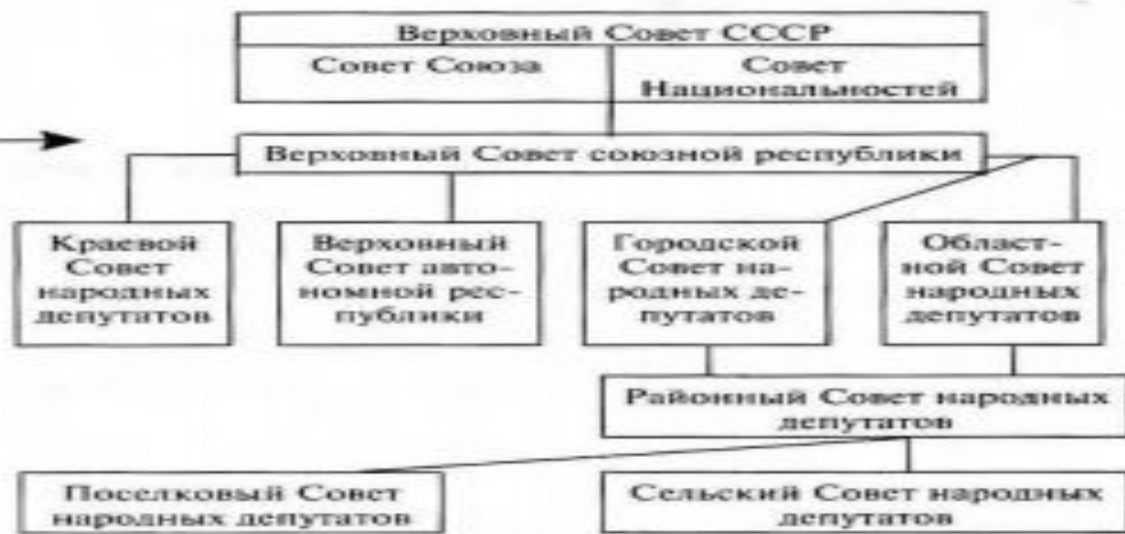 Верховный Совет СССР
Совет Союза
Совет
Национальностей
Верховный Совет союзной республики
Краевой
Совет
народных
депутатов
Верховный
Совет авто-
номной рес-
публики
Городской
Совет на-
родных де-
путатов
Област-
ной Совет
народных
депутатов
Районный Совет народных
депутатов
Поселковый Совет
народных депутатов
Сельский Совет народных
депутатов